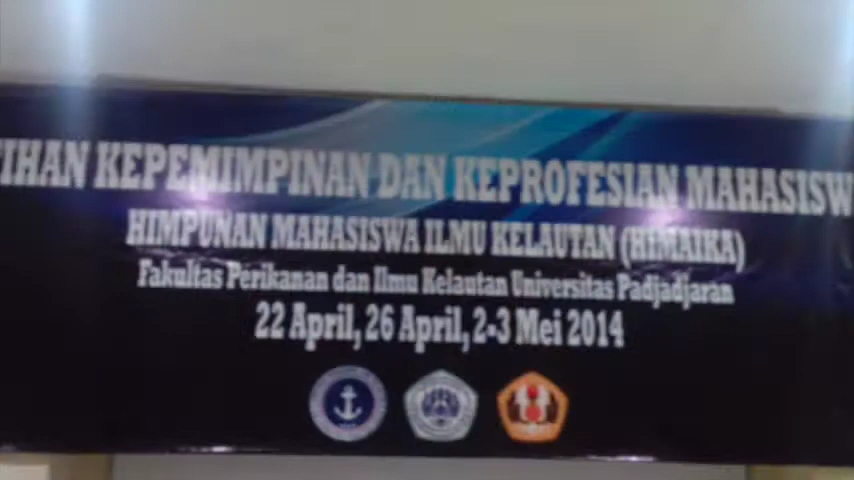 TIHAN KEPEMIMPINAN DAN KEPROFESIAN MAHASISW
HIMPUNAN MAHASISWA ILMU KELAUTAN (HIMAIKA)
Fakultas Perikanan dan Ilmu Kelautan Universitas Padjadjaran
22 April, 26 April, 2-3 Mei 2014